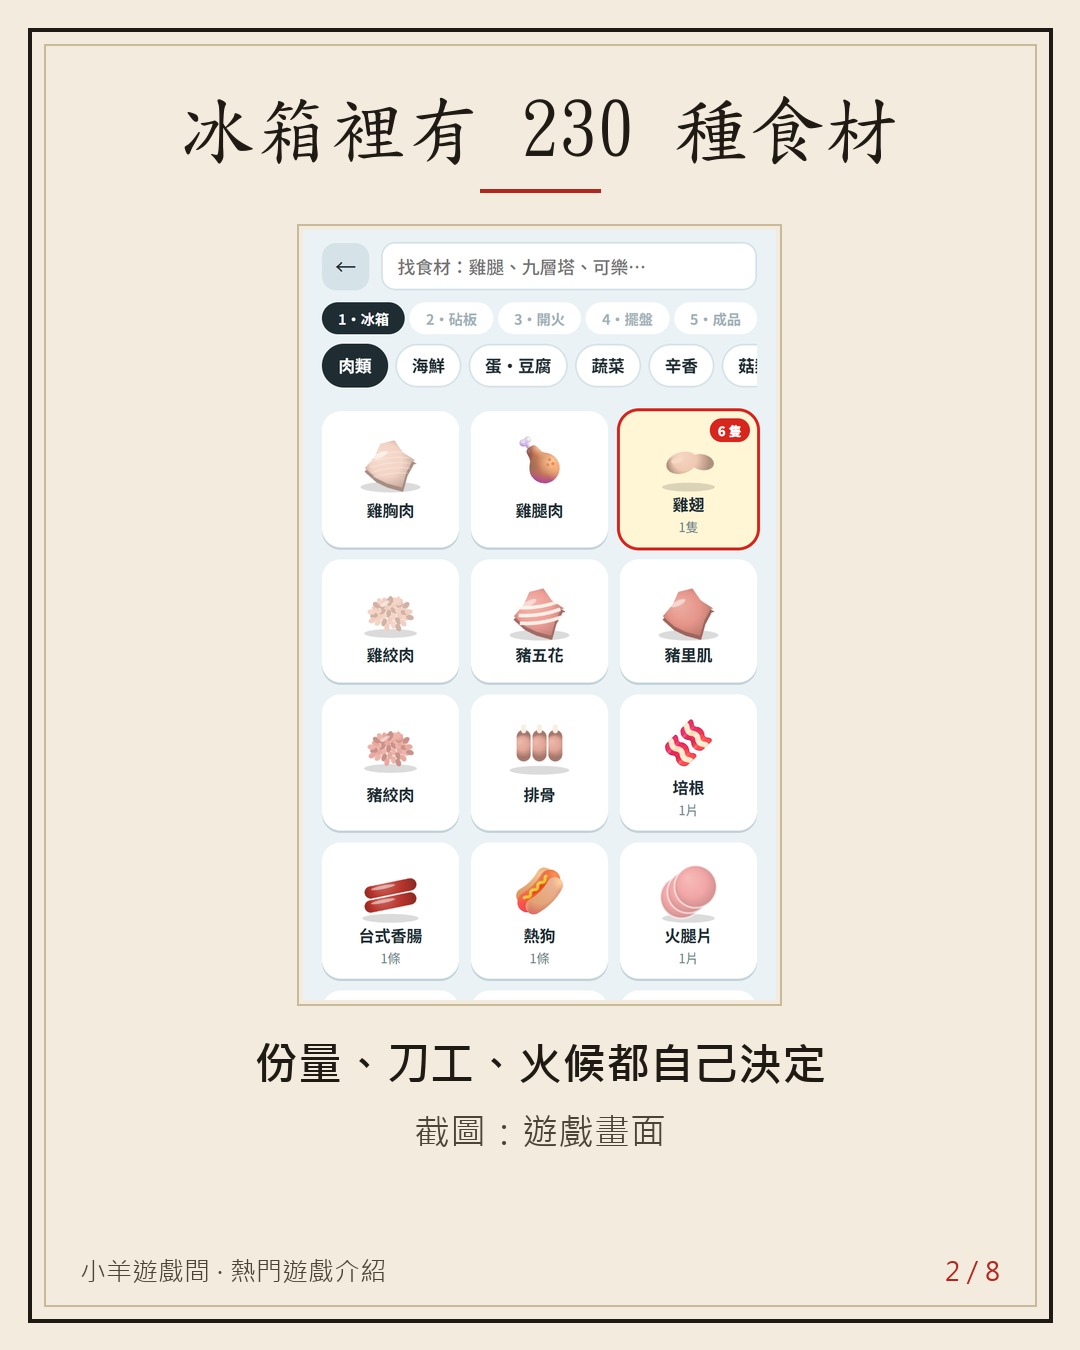 冰箱裡有 230 種食材
←
找食材：雞腿、九層塔、可樂…
1・冰箱 2・砧板 3・開火 4・擺盤 5・成品
肉類 海鮮 蛋・豆腐 蔬菜 辛香 菇
6 隻
雞胸肉 雞腿肉 雞翅
1隻
雞絞肉 豬五花 豬里肌
豬絞肉 排骨 培根
1片
台式香腸 熱狗 火腿片
1條 1條 1片
份量、刀工、火候都自己決定
截圖：遊戲畫面
小羊遊戲間 · 熱門遊戲介紹
2 / 8